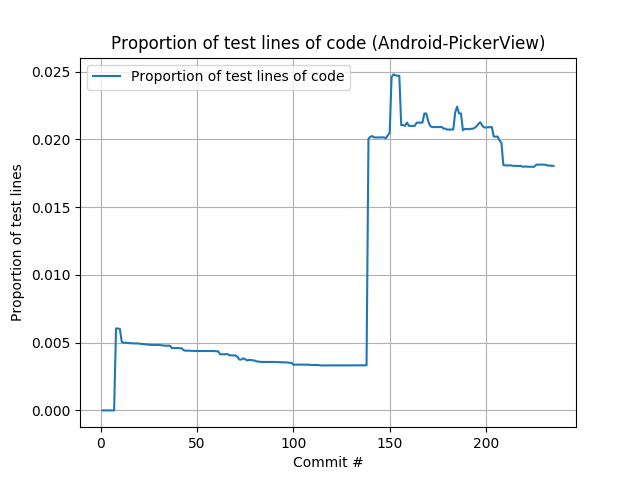 Proportion of test lines of code (Android-PickerView)
Proportion of test lines of code
0.025
0.020
0.015
0.010
0.005
0.000
Proportion of test lines
0
50
100
150
200
Commit #